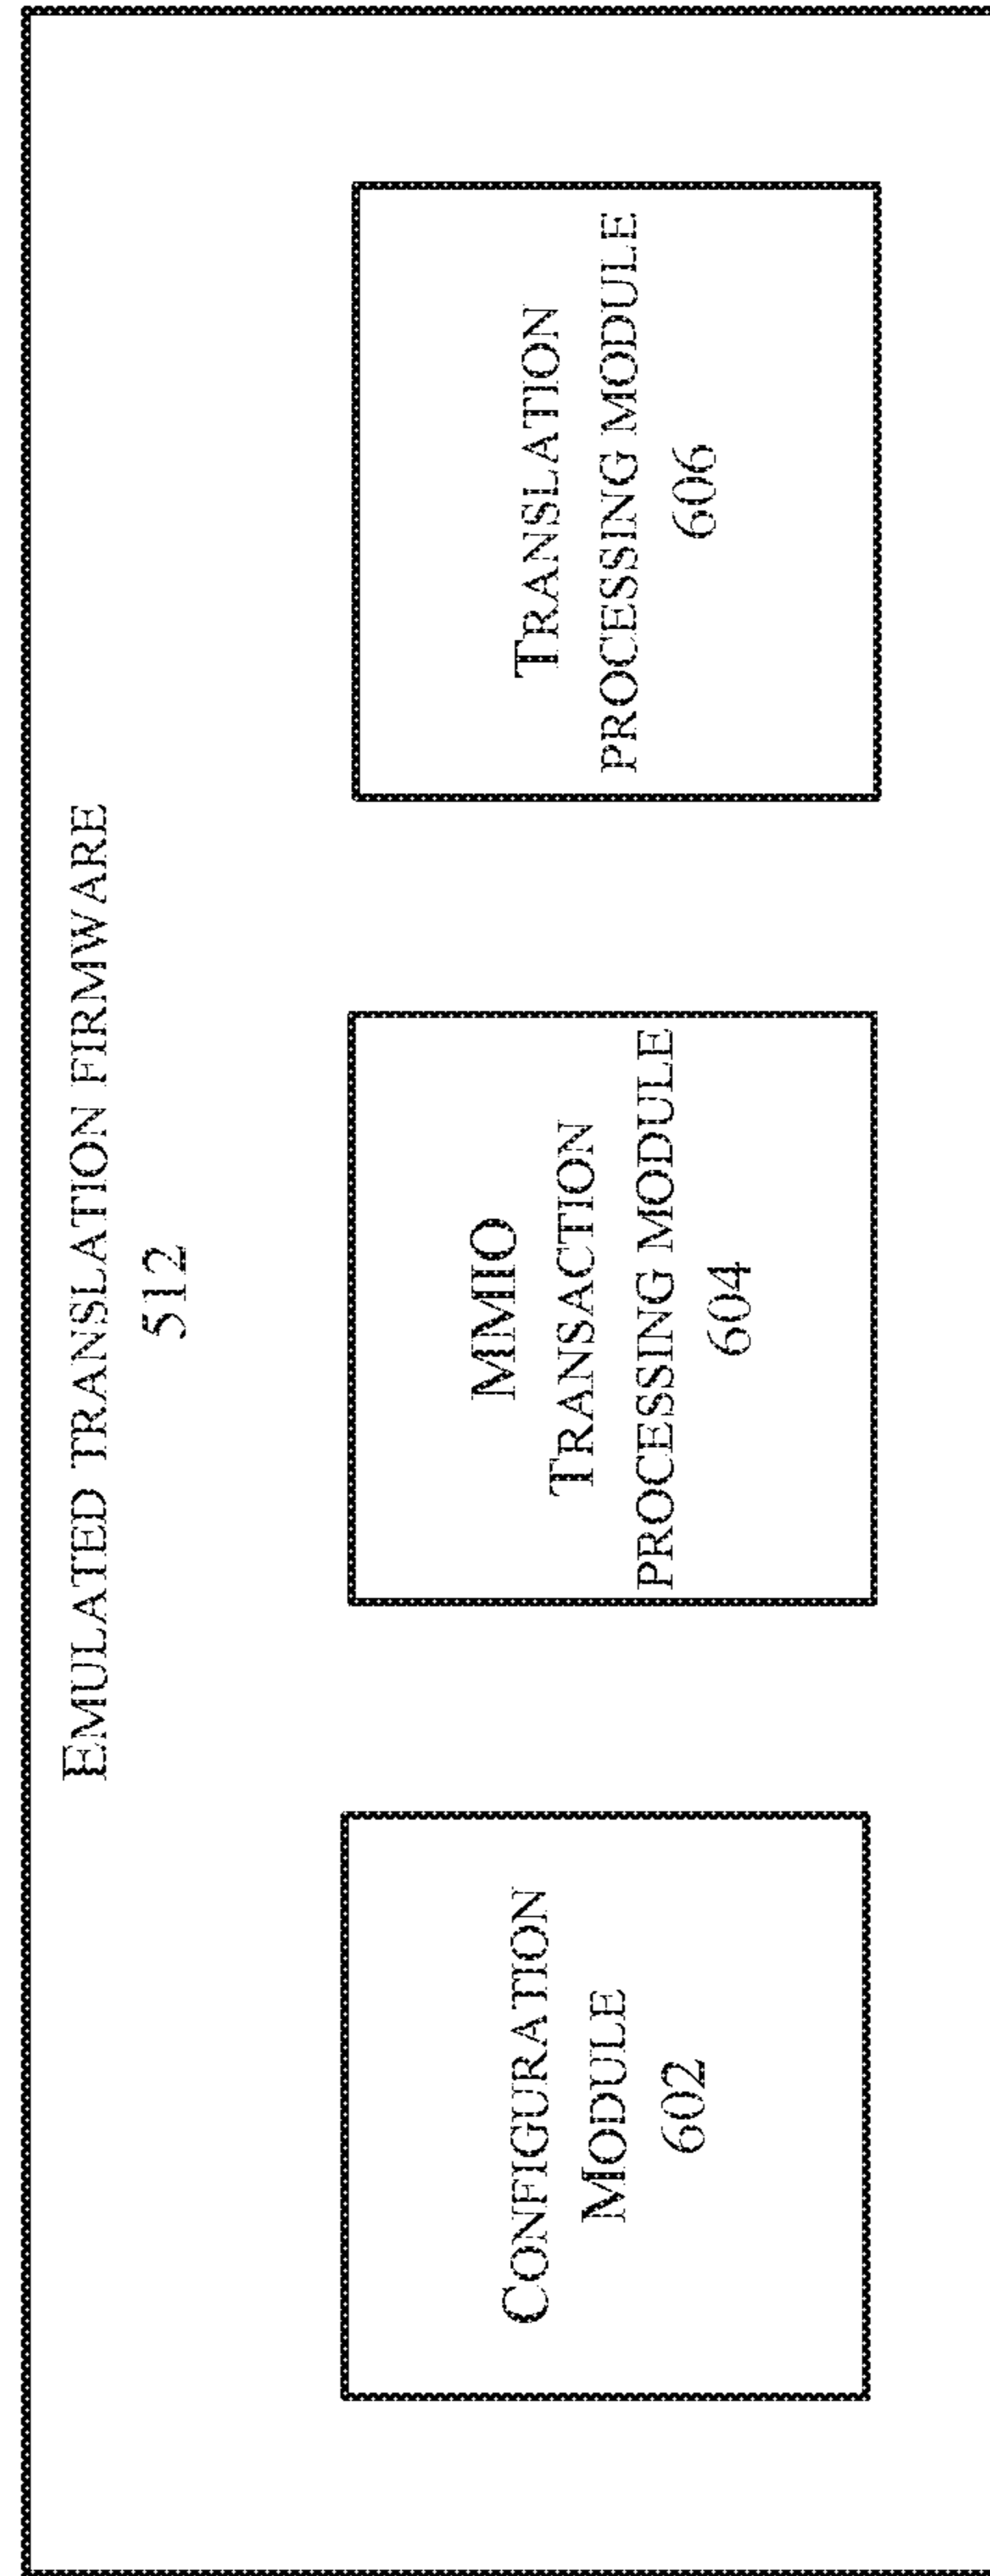 EMULATED TRANSLATION FIRMWARE
512
CONFIGURATION
MODULE
602
MMIO
TRANSACTION
PROCESSING MODULE
604
TRANSLATION
PROCESSING MODULE
606